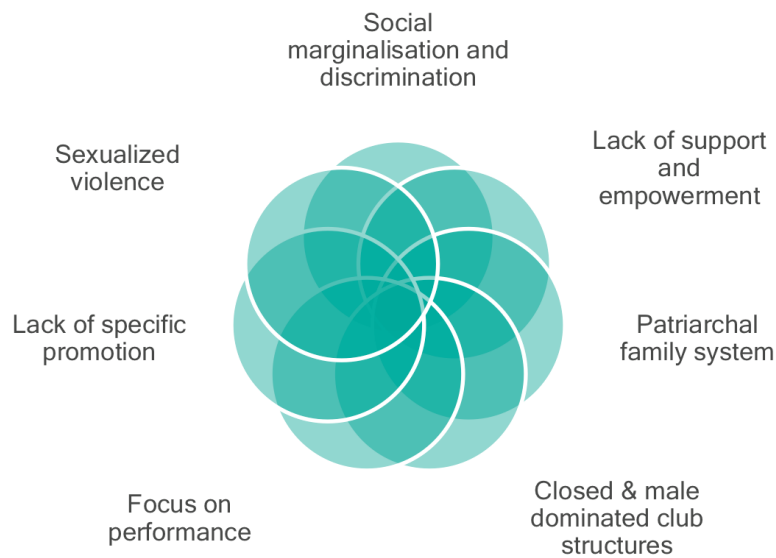 Social
marginalisation and
discrimination
Lack of support
and
empowerment
Patriarchal
family system
Closed & male
dominated club
structures
Focus on
performance
Lack of specific
promotion
Sexualized
violence